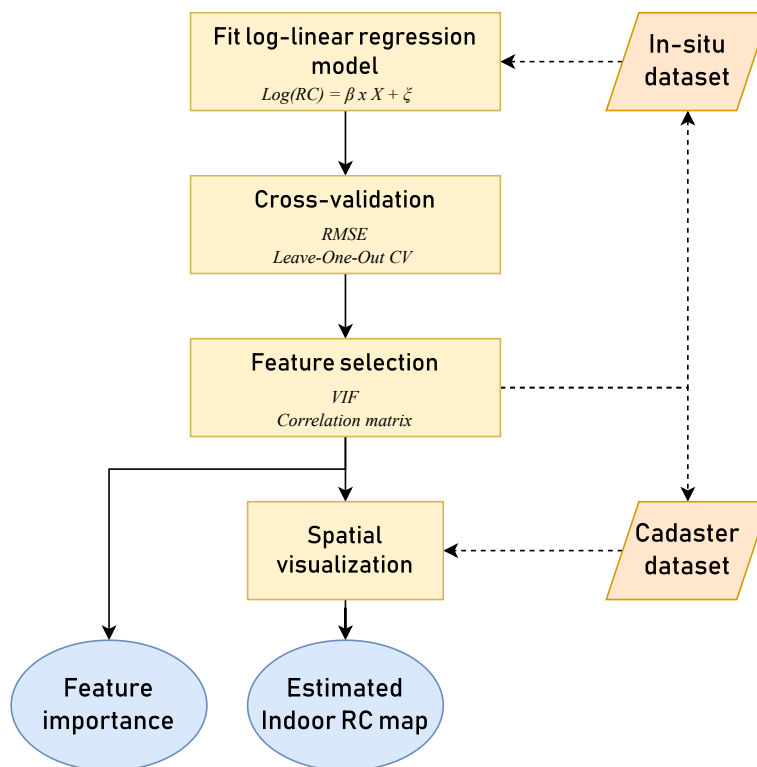 Fit log-linear regression
model
Log(RC) = β x X + ξ
In-situ
dataset
Cross-validation
RMSE
Leave-One-Out CV
Feature selection
VIF
Correlation matrix
Spatial
visualization
Cadaster
dataset
Feature
importance
Estimated
Indoor RC map